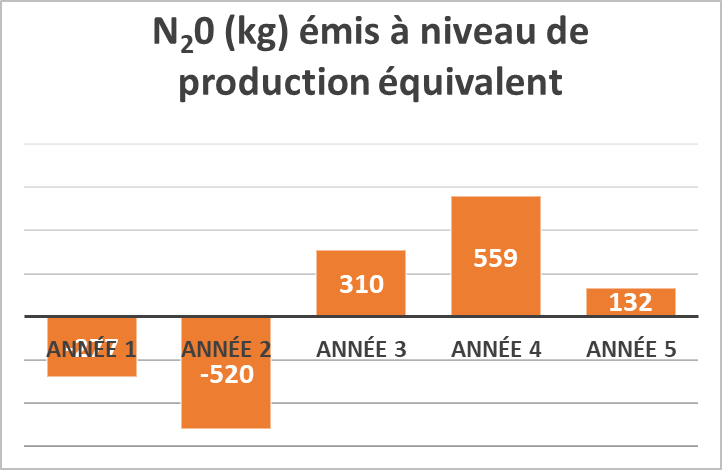 N₂0 (kg) émis à niveau de
production équivalent
310
559
132
ANNÉE 1
ANNÉE 2
ANNÉE 3
ANNÉE 4
ANNÉE 5
-277
-520